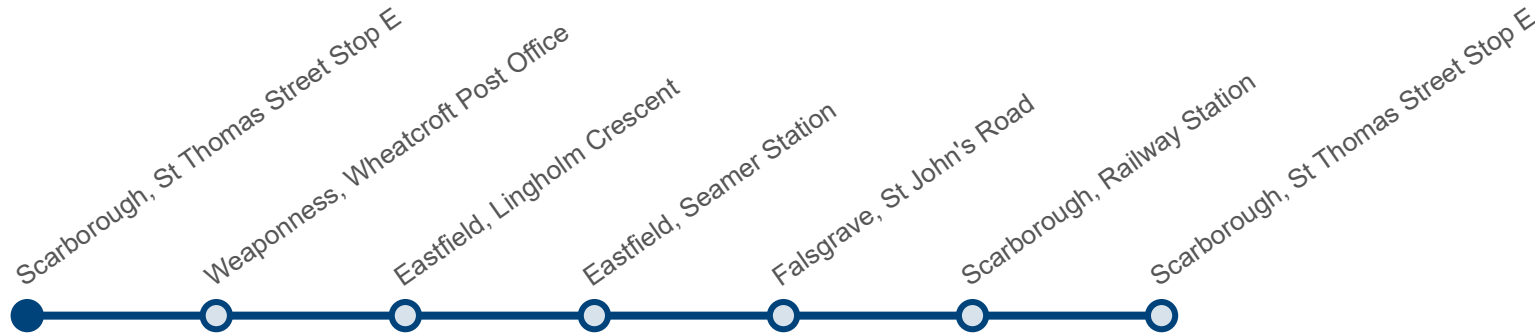 Scarborough, St Thomas Street Stop E
Weaponness, Wheatcroft Post Office
Eastfield, Lingholm Crescent
Eastfield, Seamer Station
Falsgrave, St John's Road
Scarborough, Railway Station
Scarborough, St Thomas Street Stop E